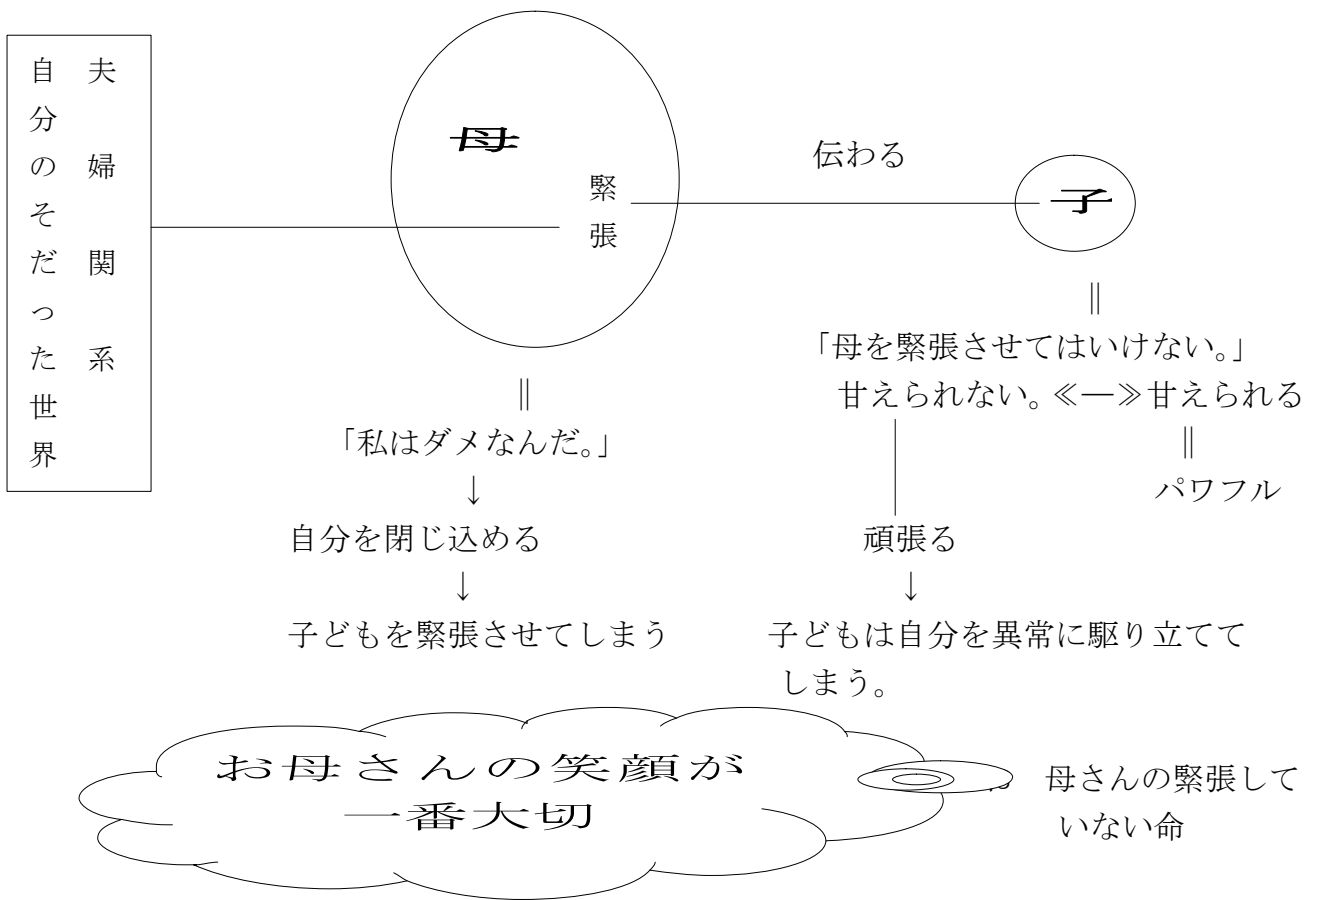 夫婦関系
自分のそだった世界
母
緊張
伝わる
子
‖
「母を緊張させてはいけない。」
甘えられない。≪―≫甘えられる
‖
パワフル
頑張る
↓
子どもは自分を異常に駆り立てて
しまう。
‖
「私はダメなんだ。」
↓
自分を閉じ込める
↓
子どもを緊張させてしまう
お母さんの笑顔が
一番大切
母さんの緊張して
いない命